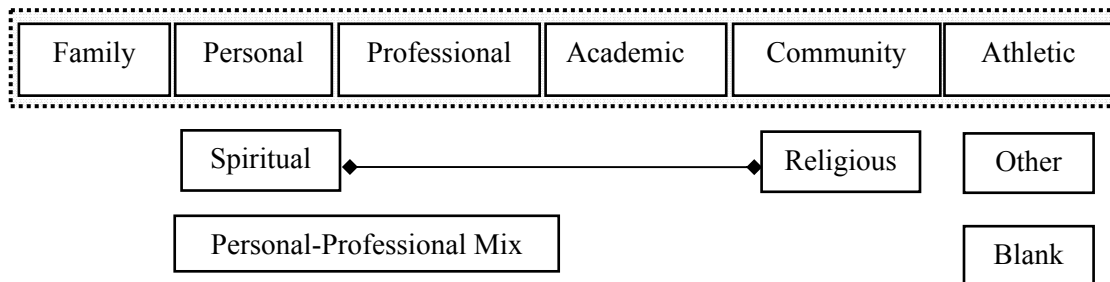 Family Personal Professional Academic Community Athletic
Spiritual Religious Other
Personal-Professional Mix Blank